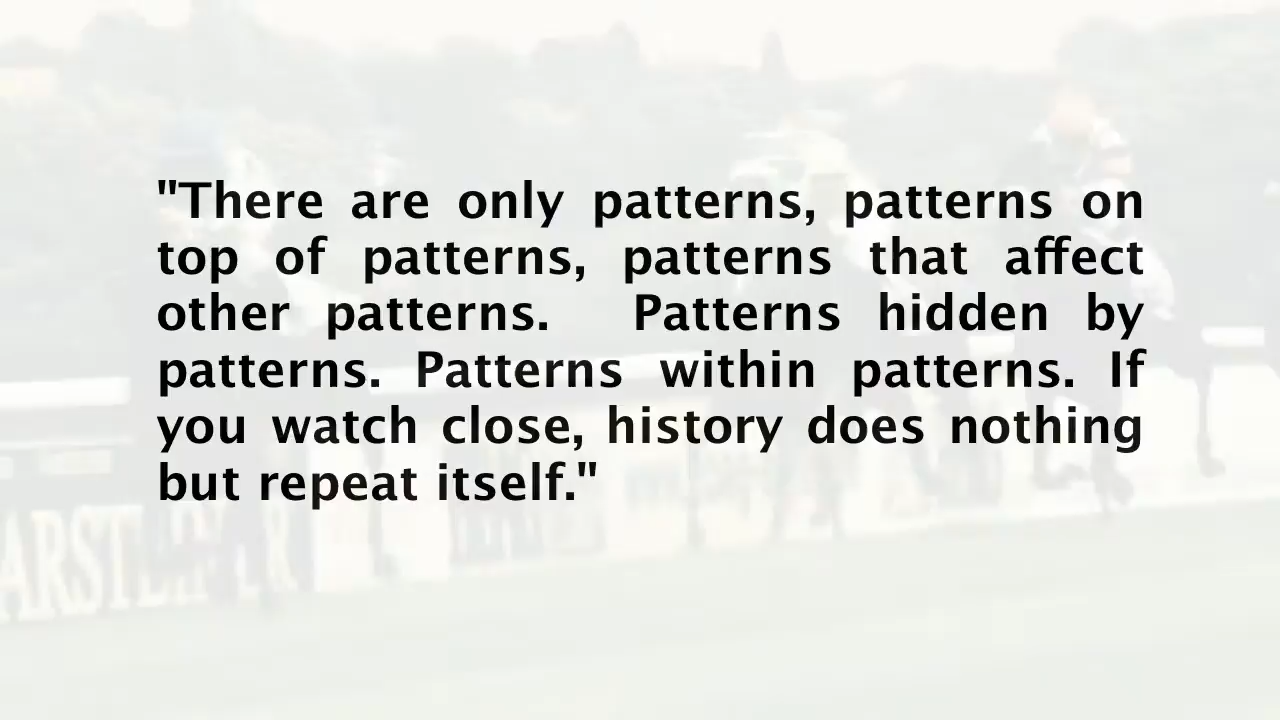 "There are only patterns, patterns on
top of patterns, patterns that affect
other patterns.  Patterns hidden by
patterns. Patterns within patterns. If
you watch close, history does nothing
but repeat itself."